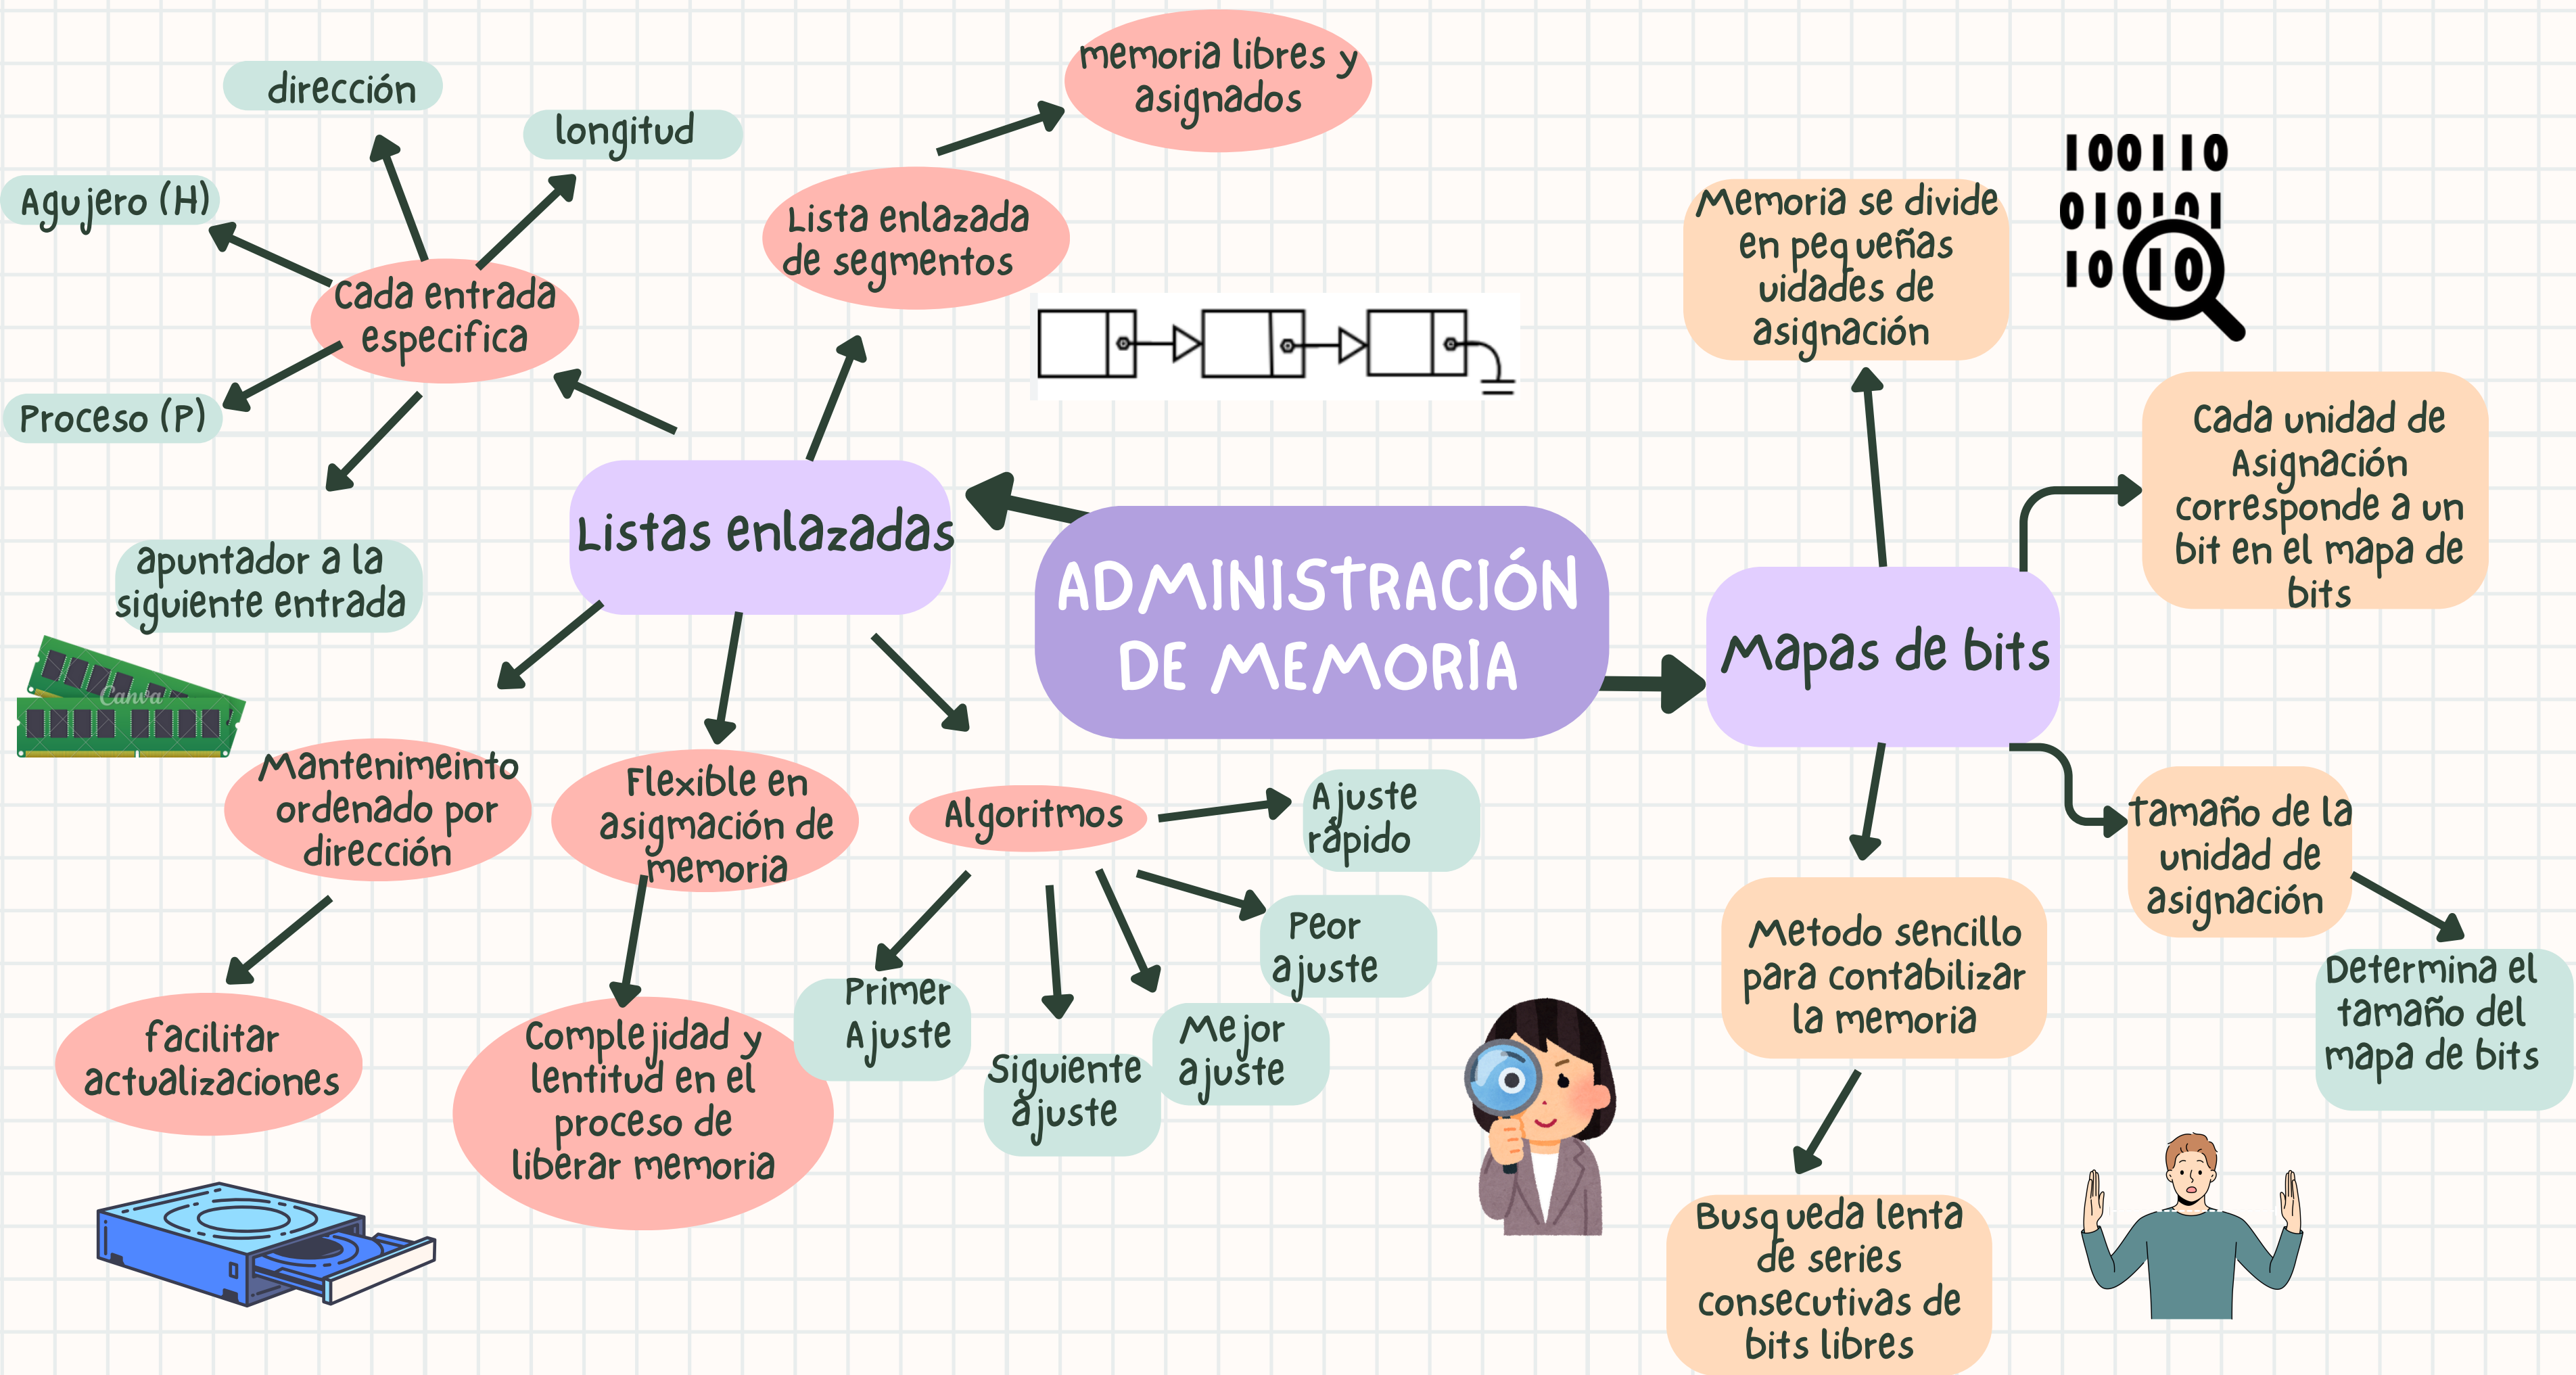 memoria libres y
asignados
dirección
longitud
Agujero (H)
Lista enlazada
de segmentos
Cada entrada
especifica
Proceso (P)
apuntador a la
siguiente entrada
Listas enlazadas
ADMINISTRACIÓN
DE MEMORIA
Mantenimeinto
ordenado por
dirección
facilitar
actualizaciones
Flexible en
asigmación de
memoria
Complejidad y
lentitud en el
proceso de
liberar memoria
Algoritmos
Ajuste
rápido
Peor
ajuste
Mejor
ajuste
Siguiente
ajuste
Primer
Ajuste
Memoria se divide
en pequeñas
uidades de
asignación
100110
010101
10 10
Cada unidad de
Asignación
corresponde a un
bit en el mapa de
bits
Mapas de bits
tamaño de la
unidad de
asignación
Determina el
tamaño del
mapa de bits
Metodo sencillo
para contabilizar
la memoria
Busqueda lenta
de series
consecutivas de
bits libres
Canva